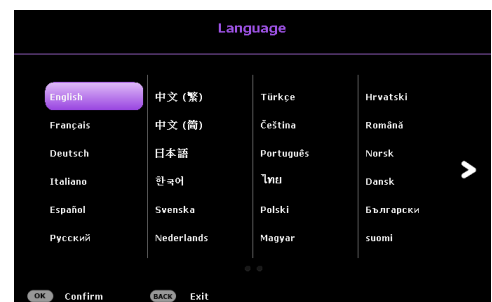 Language
English
Français
Deutsch
Italiano
Español
Русский
中文 (繁)
中文 (简)
日本語
한국어
Svenska
Nederlands
Türkçe
Čeština
Português
ไทย
Polski
Magyar
Hrvatski
Română
Norsk
Dansk
Български
suomi
OK Confirm BACK Exit